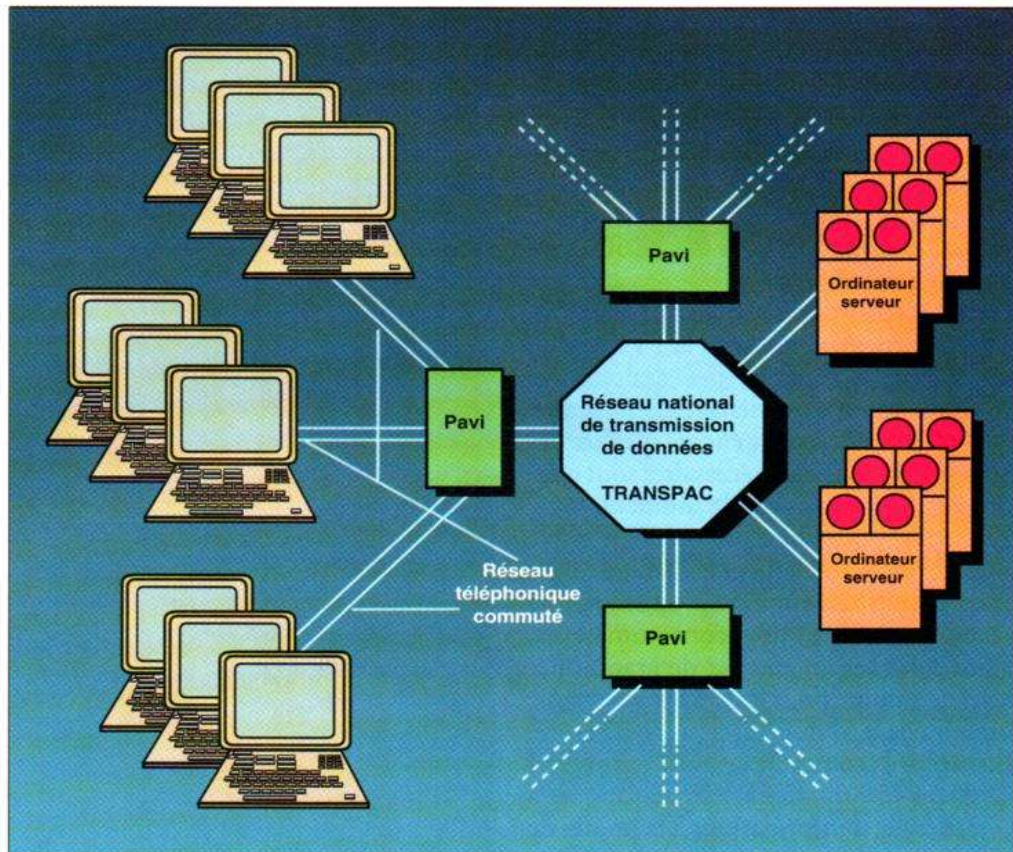 Pavi
Ordinateur
serveur
Pavi
Réseau national
de transmission
de données
TRANSPAC
Ordinateur
serveur
Réseau
téléphonique
commuté
Pavi